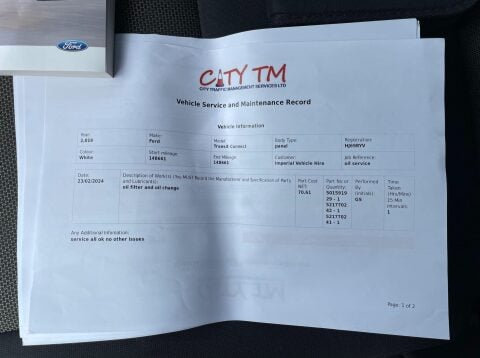 Ford
CITY TM
CITY TRAFFIC MANAGEMENT SERVICES LTD
Vehicle Service and Maintenance Record
Vehicle Information
Year: Make: Model: Body Type: Registration:
2,019 Ford Transit Connect panel
Colour: Start mileage: End Mileage: Customer: Job Reference:
White 148661 148661 Imperial Vehicle Hire oil service
Date: Description of Work(s) (You MUST Record the Manufacturer and Specification of Parts and Lubricants): Part Cost NET: Part No or Quantity: Performed By (Initials): Time Taken (Hrs/Mins) 15 Min intervals:
23/02/2024 oil filter and oil change 70.61 5015919 GS 1
29 - 1
5217702
42 - 1
5217702
41 - 1
Any Additional Information:
service all ok no other issues
Page: 1 of 2